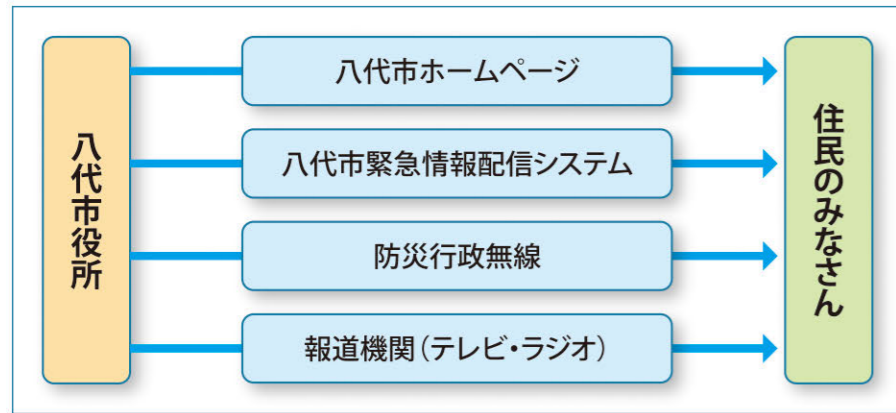 八代市役所
八代市ホームページ
八代市緊急情報配信システム
防災行政無線
報道機関（テレビ・ラジオ）
住民のみなさん